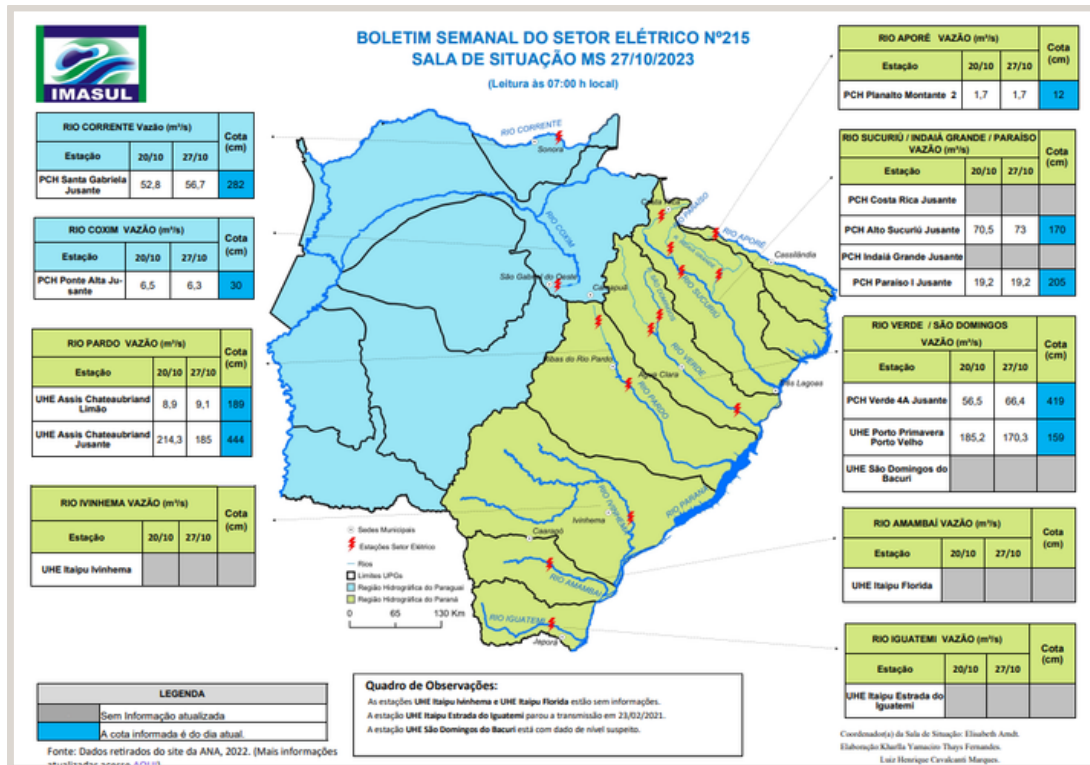 BOLETIM SEMANAL DO SETOR ELÉTRICO Nº215
SALA DE SITUAÇÃO MS 27/10/2023
(Leitura às 07:00 h local)
IMASUL
RIO CORRENTE Vazão (m³/s) Cota (cm)
Estação 20/10 27/10
PCH Santa Gabriela Jusante 52,8 56,7 282
RIO COXIM VAZÃO (m³/s) Cota (cm)
Estação 20/10 27/10
PCH Ponte Alta Ju-
sante 6,5 6,3 30
RIO PARDO VAZÃO (m³/s) Cota (cm)
Estação 20/10 27/10
UHE Assis Chateaubriand Limão 8,9 9,1 189
UHE Assis Chateaubriand Jusante 214,3 185 444
RIO IVINHEMA VAZÃO (m³/s) Cota (cm)
Estação 20/10 27/10
UHE Itaipu Ivinhema
RIO APORÉ VAZÃO (m³/s) Cota (cm)
Estação 20/10 27/10
PCH Planalto Montante 2 1,7 1,7 12
RIO SUCURIÚ / INDAIÁ GRANDE / PARAÍSO
VAZÃO (m³/s) Cota (cm)
Estação 20/10 27/10
PCH Costa Rica Jusante
PCH Alto Sucuriú Jusante 70,5 73 170
PCH Indaiá Grande Jusante
PCH Paraíso I Jusante 19,2 19,2 205
RIO VERDE / SÃO DOMINGOS
VAZÃO (m³/s) Cota (cm)
Estação 20/10 27/10
PCH Verde 4A Jusante 56,5 66,4 419
UHE Porto Primavera Porto Velho 185,2 170,3 159
UHE São Domingos do Bacuri
RIO AMAMBAÍ VAZÃO (m³/s) Cota (cm)
Estação 20/10 27/10
UHE Itaipu Florida
RIO IGUATEMI VAZÃO (m³/s) Cota (cm)
Estação 20/10 27/10
UHE Itaipu Estrada do Iguatemi
RIO CORRENTE
Sonora
RIO COXIM
São Gabriel do Oeste
Camapuã
Costa Rica
RIO PARAÍSO
RIO APORÉ
Cassilândia
RIO SUCURIÚ
RIO VERDE
Ribas do Rio Pardo
Água Clara
RIO PARDO
Três Lagoas
RIO PARANÁ
Ivinhema
RIO IVINHEMA
Caarapó
RIO AMAMBAÍ
RIO IGUATEMI
Japorã
Sedes Municipais
Estações Setor Elétrico
Rios
Limites UPGs
Região Hidrográfica do Paraguai
Região Hidrográfica do Paraná
0 65 130 Km
LEGENDA
Sem Informação atualizada
A cota informada é do dia atual.
Fonte: Dados retirados do site da ANA, 2022. (Mais informações
Quadro de Observações:
As estações UHE Itaipu Ivinhema e UHE Itaipu Florida estão sem informações.
A estação UHE Itaipu Estrada do Iguatemi parou a transmissão em 23/02/2021.
A estação UHE São Domingos do Bacuri está com dado de nível suspeito.
Coordenador(a) da Sala de Situação: Elisabeth Arndt.
Elaboração: Kharlla Yamaciro Thays Fernandes.
Luiz Henrique Cavalcanti Marques.